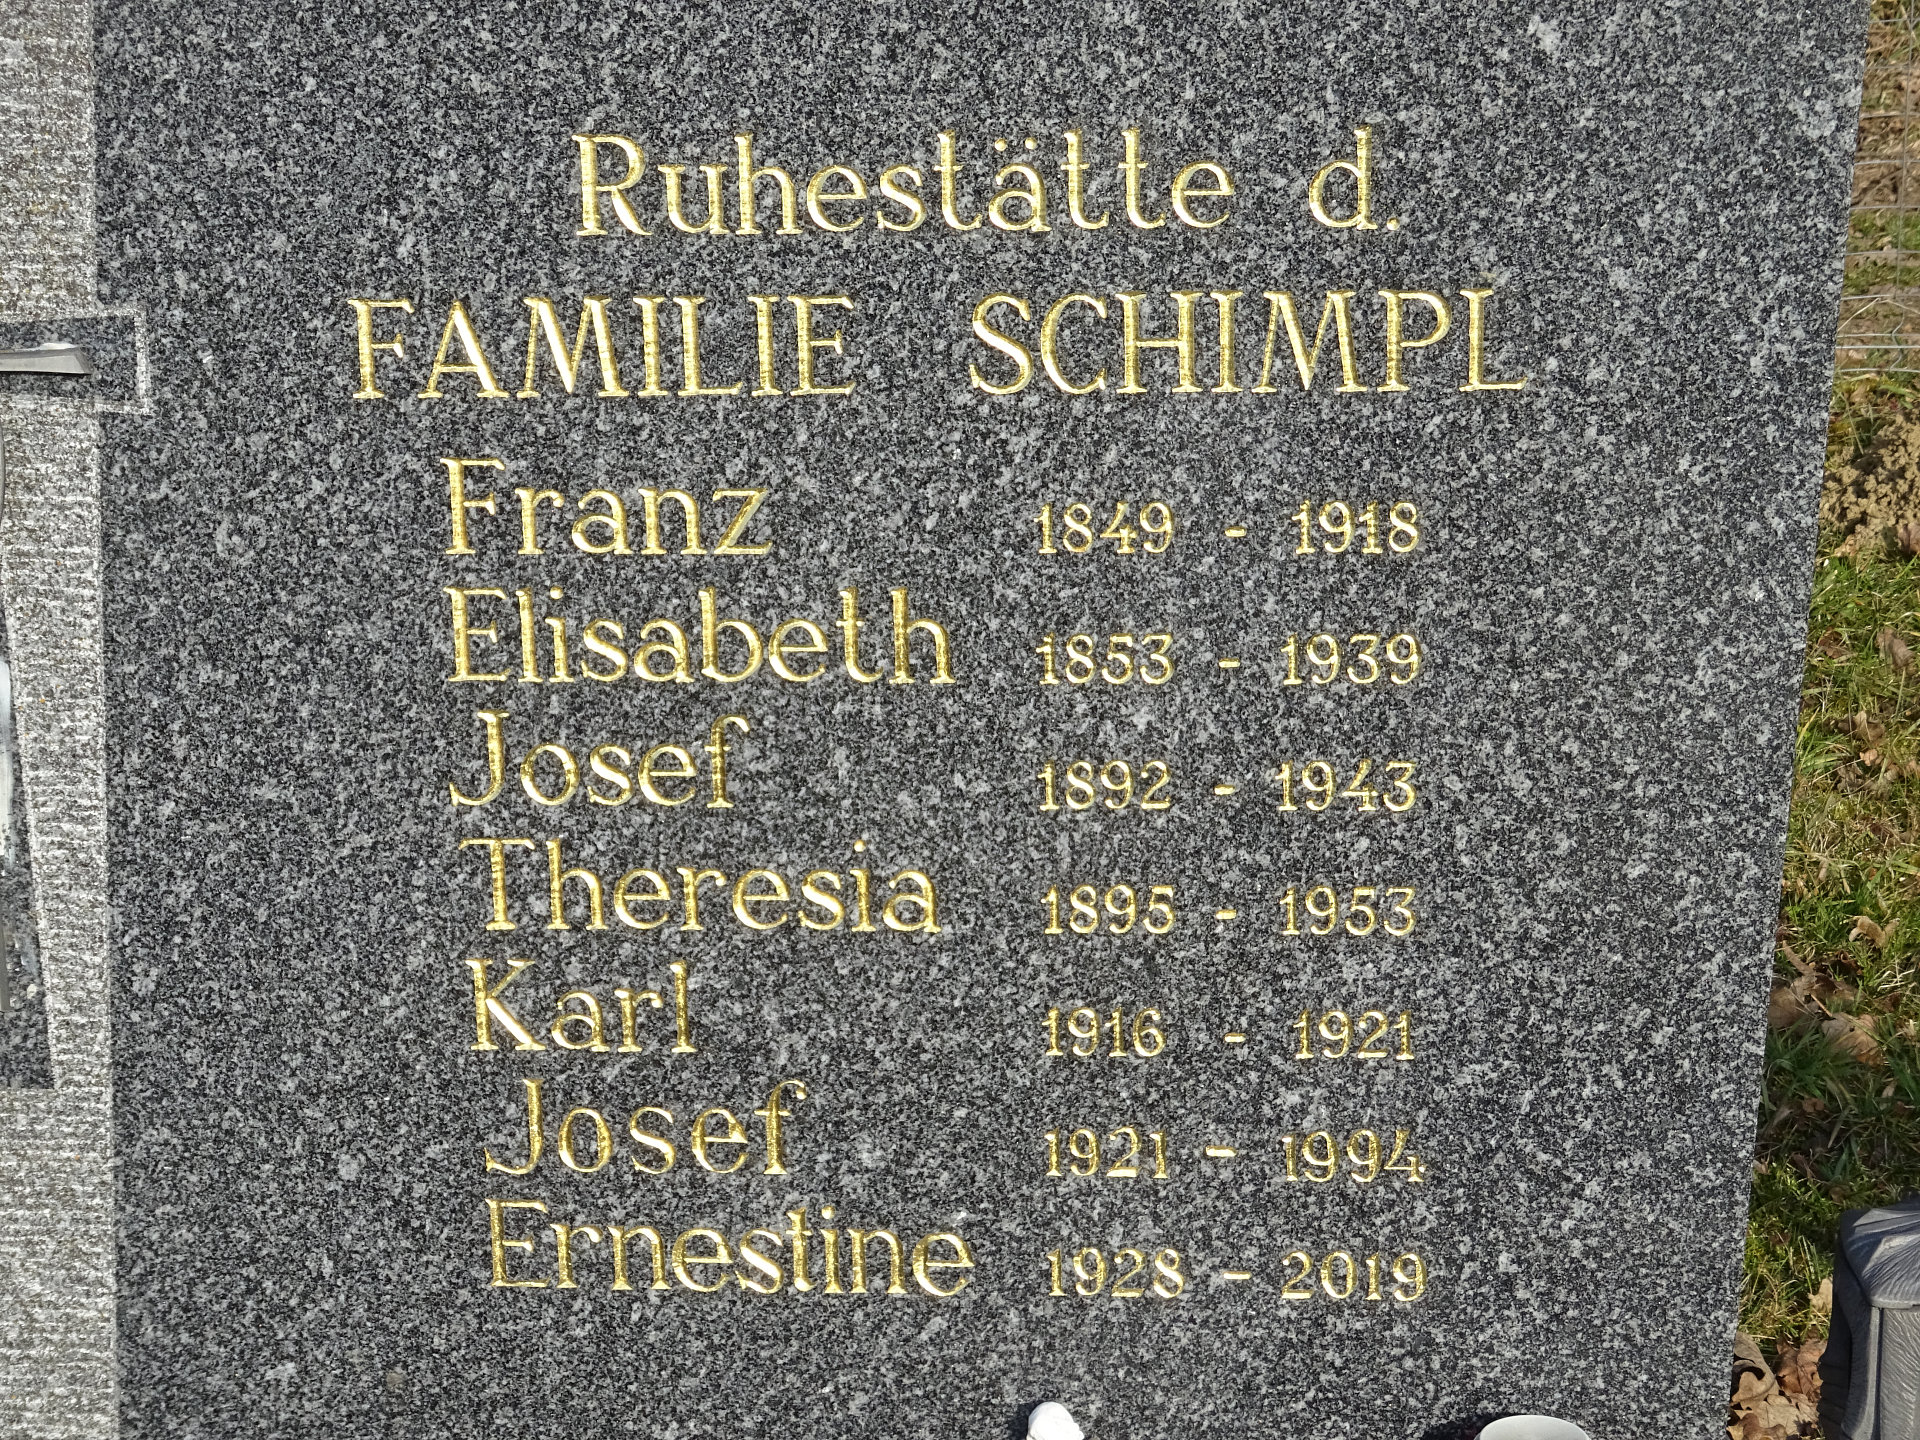 Ruhestätte d.
FAMILIE SCHIMPL
Franz 1849 - 1918
Elisabeth 1853 - 1939
Josef 1892 - 1943
Theresia 1895 - 1953
Karl 1916 - 1921
Josef 1921 - 1994
Ernestine 1928 - 2019